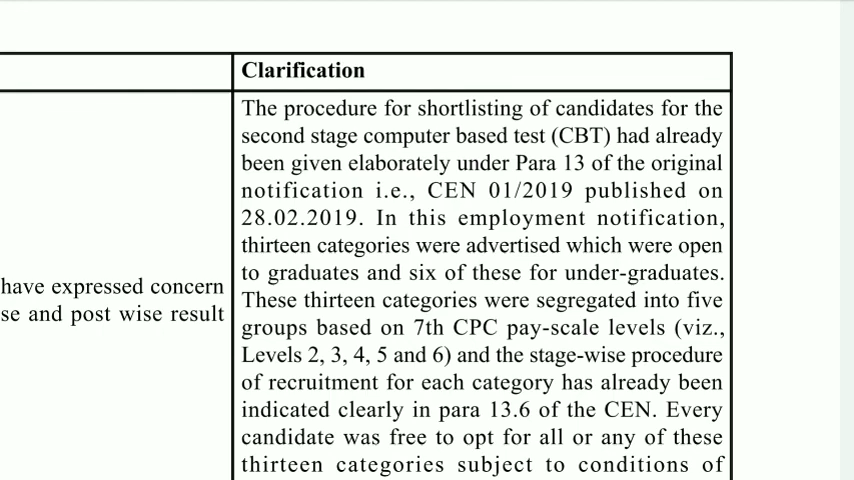 Clarification
have expressed concern
se and post wise result
The procedure for shortlisting of candidates for the
second stage computer based test (CBT) had already
been given elaborately under Para 13 of the original
notification i.e., CEN 01/2019 published on
28.02.2019. In this employment notification,
thirteen categories were advertised which were open
to graduates and six of these for under-graduates.
These thirteen categories were segregated into five
groups based on 7th CPC pay-scale levels (viz.,
Levels 2, 3, 4, 5 and 6) and the stage-wise procedure
of recruitment for each category has already been
indicated clearly in para 13.6 of the CEN. Every
candidate was free to opt for all or any of these
thirteen categories subject to conditions of